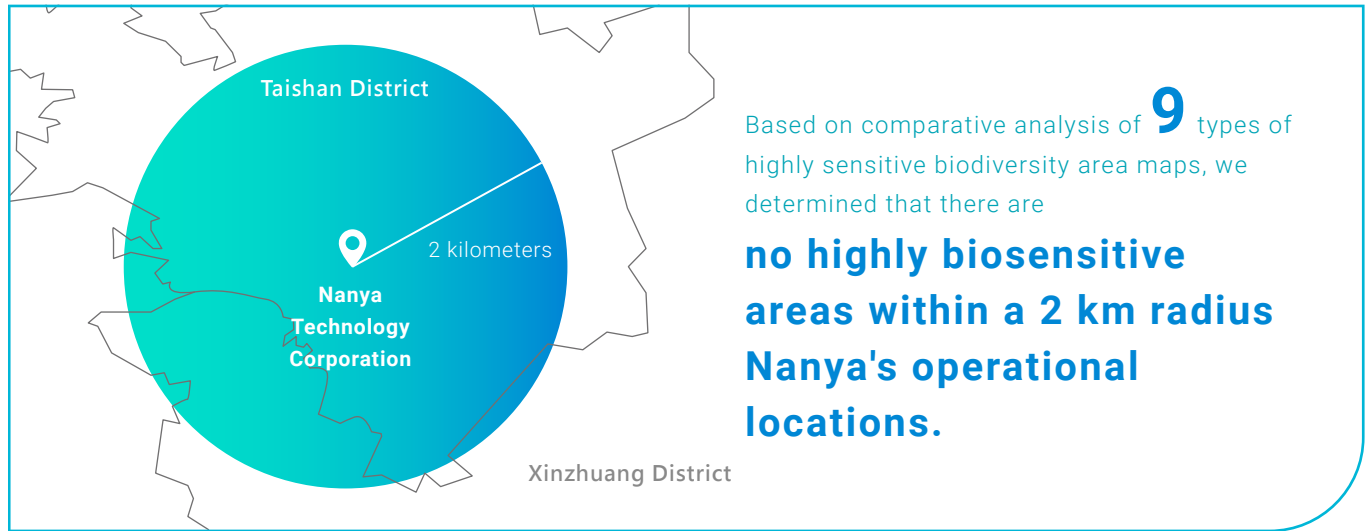 Taishan District
2 kilometers
Nanya
Technology
Corporation
Xinzhuang District
Based on comparative analysis of 9 types of
highly sensitive biodiversity area maps, we
determined that there are
no highly biosensitive
areas within a 2 km radius
Nanya's operational
locations.